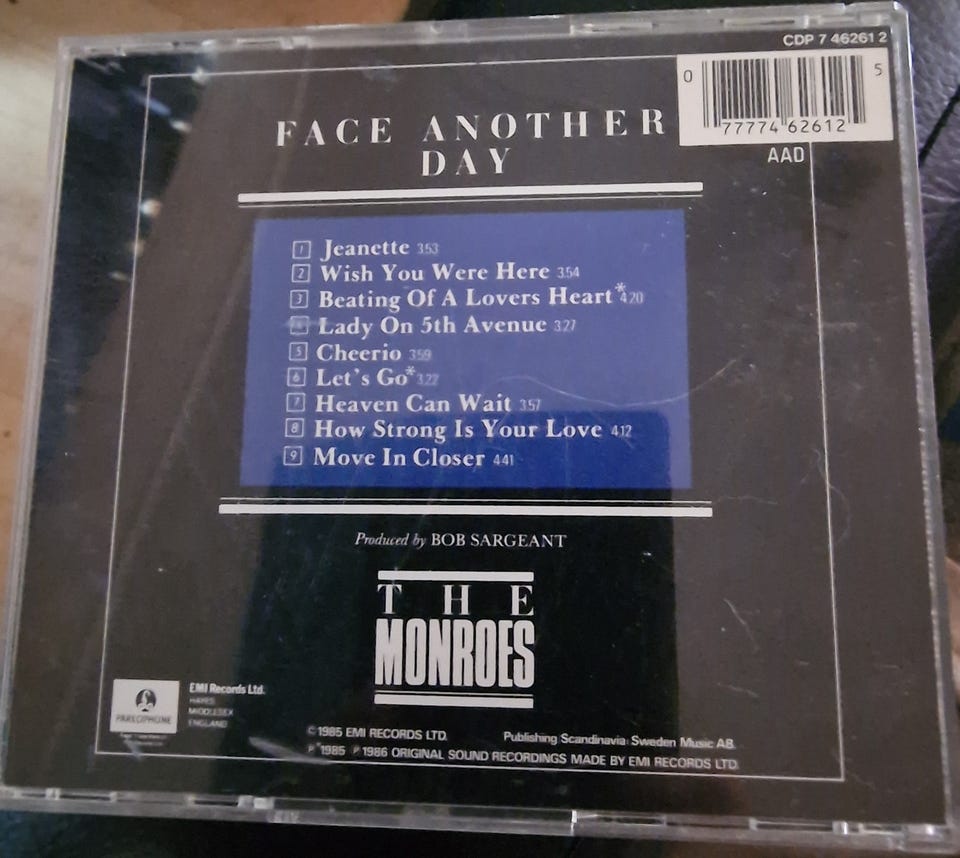 CDP 7 46261 2
0 77774 62612 5
AAD
FACE ANOTHER
DAY
1 Jeanette 3.53
2 Wish You Were Here 3.54
3 Beating Of A Lovers Heart* 4.20
Lady On 5th Avenue 3.27
5 Cheerio 3.59
6 Let's Go* 3.27
7 Heaven Can Wait 3.57
8 How Strong Is Your Love 4.12
9 Move In Closer 4.41
Produced by BOB SARGEANT
THE
MONROES
PARLOPHONE
EMI Records Ltd.
HAYES
MIDDLESEX
ENGLAND
©1985 EMI RECORDS LTD. Publishing Scandinavia: Sweden Music AB.
℗*1985 ℗1986 ORIGINAL SOUND RECORDINGS MADE BY EMI RECORDS LTD.